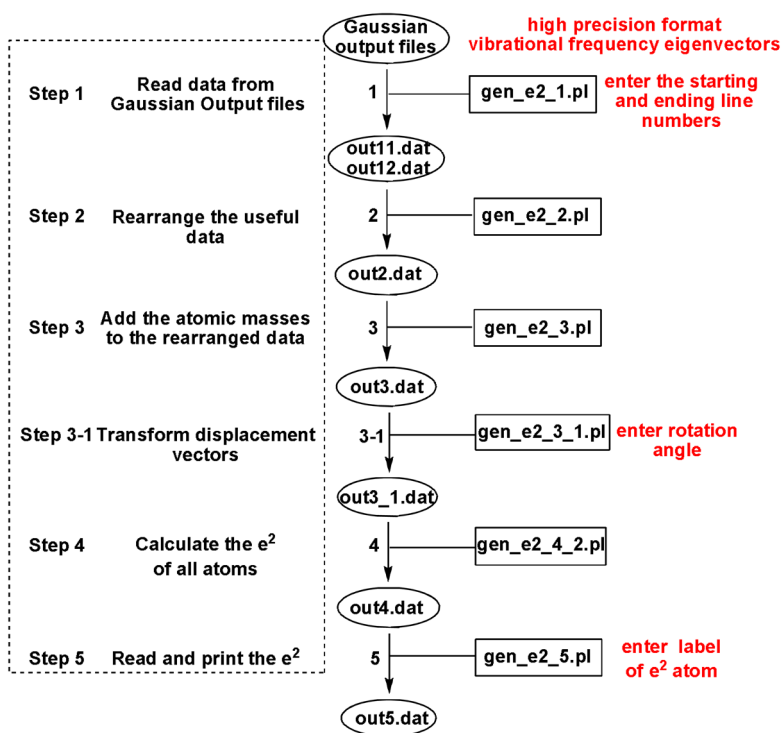 Gaussian
output files
high precision format
vibrational frequency eigenvectors
Step 1
Read data from
Gaussian Output files
1
gen_e2_1.pl
enter the starting
and ending line
numbers
out11.dat
out12.dat
Step 2
Rearrange the useful
data
2
gen_e2_2.pl
out2.dat
Step 3
Add the atomic masses
to the rearranged data
3
gen_e2_3.pl
out3.dat
Step 3-1
Transform displacement
vectors
3-1
gen_e2_3_1.pl
enter rotation
angle
out3_1.dat
Step 4
Calculate the e²
of all atoms
4
gen_e2_4_2.pl
out4.dat
Step 5
Read and print the e²
5
gen_e2_5.pl
enter label
of e² atom
out5.dat